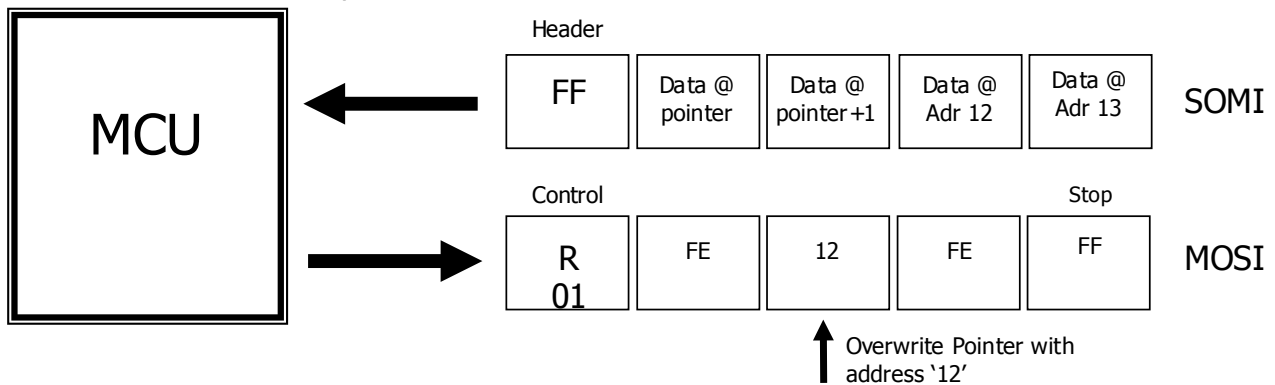 Header
MCU
FF
Data @
pointer
Data @
pointer+1
Data @
Adr 12
Data @
Adr 13
SOMI
Control
Stop
R
01
FE
12
FE
FF
MOSI
Overwrite Pointer with
address ‘12’